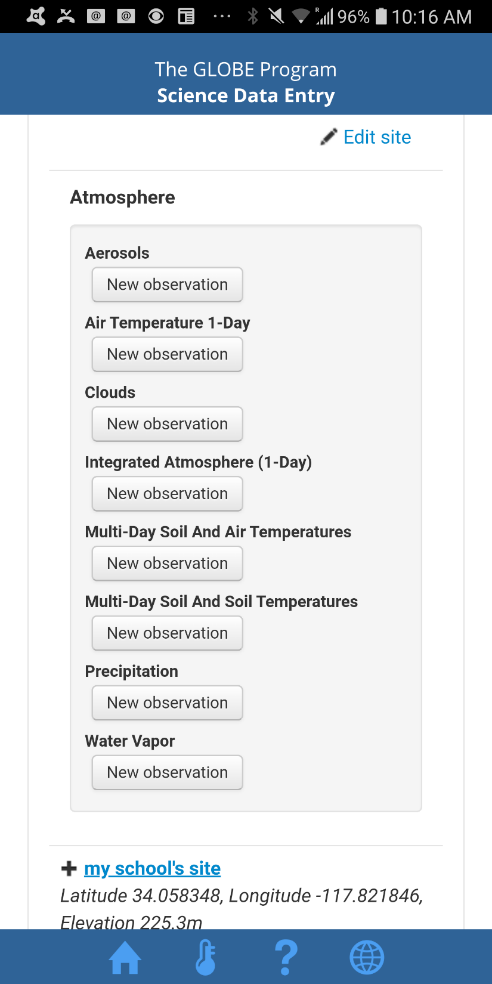 96% 10:16 AM
The GLOBE Program
Science Data Entry
Edit site
Atmosphere
Aerosols
New observation
Air Temperature 1-Day
New observation
Clouds
New observation
Integrated Atmosphere (1-Day)
New observation
Multi-Day Soil And Air Temperatures
New observation
Multi-Day Soil And Soil Temperatures
New observation
Precipitation
New observation
Water Vapor
New observation
my school's site
Latitude 34.058348, Longitude -117.821846,
Elevation 225.3m